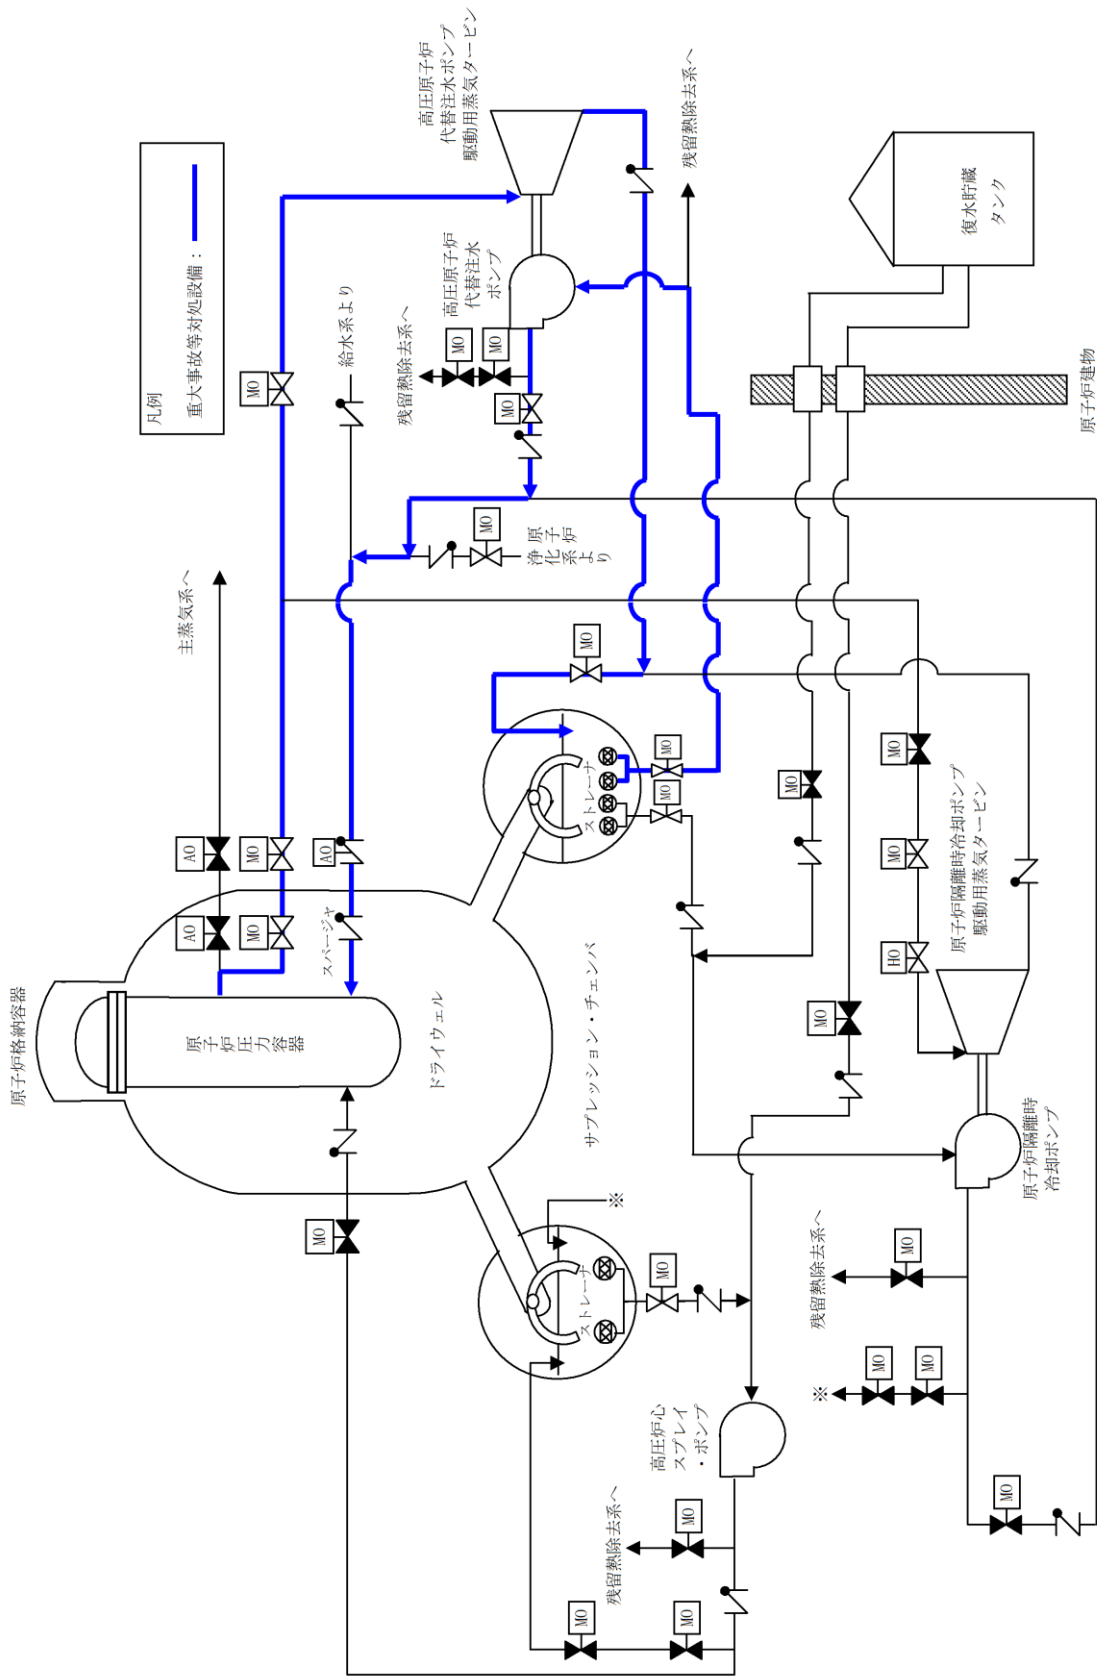 凡例
重大事故等対処設備：
原子炉格納容器
原子炉圧力容器
ドライウェル
サプレッション・チェンバ
スパージャ
主蒸気系へ
給水系より
原子炉
浄化系より
高圧原子炉
代替注水ポンプ
駆動用蒸気タービン
高圧原子炉
代替注水
ポンプ
残留熱除去系へ
残留熱除去系へ
復水貯蔵
タンク
原子炉建物
ストレーナ
ストレーナ
原子炉隔離時冷却ポンプ
駆動用蒸気タービン
原子炉隔離時
冷却ポンプ
残留熱除去系へ
※
※
高圧炉心
スプレイ
・ポンプ
残留熱除去系へ
AO
AO
AO
MO
MO
MO
MO
MO
MO
MO
MO
MO
MO
MO
MO
MO
MO
HO
MO
MO
MO
MO
MO
MO
MO
MO
MO